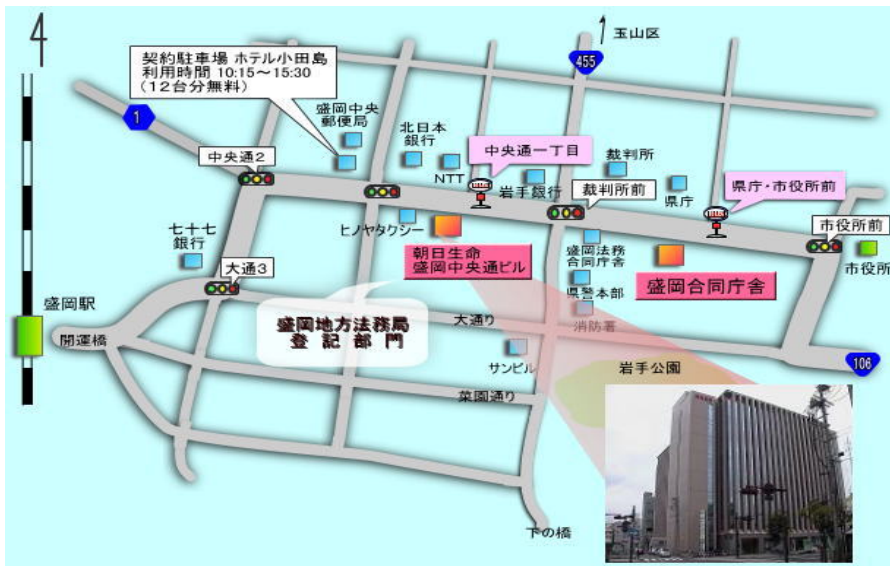 玉山区
455
契約駐車場 ホテル小田島
利用時間 10:15～15:30
（12台分無料）
1
盛岡中央
郵便局
北日本
銀行
中央通一丁目
裁判所
中央通2
NTT
岩手銀行
裁判所前
県庁
県庁・市役所前
市役所前
七十七
銀行
ヒノヤタクシー
朝日生命
盛岡中央通ビル
盛岡法務
合同庁舎
盛岡合同庁舎
市役所
大通3
県警本部
盛岡駅
開運橋
盛岡地方法務局
登記部門
大通り
消防署
サンビル
岩手公園
106
菜園通り
下の橋